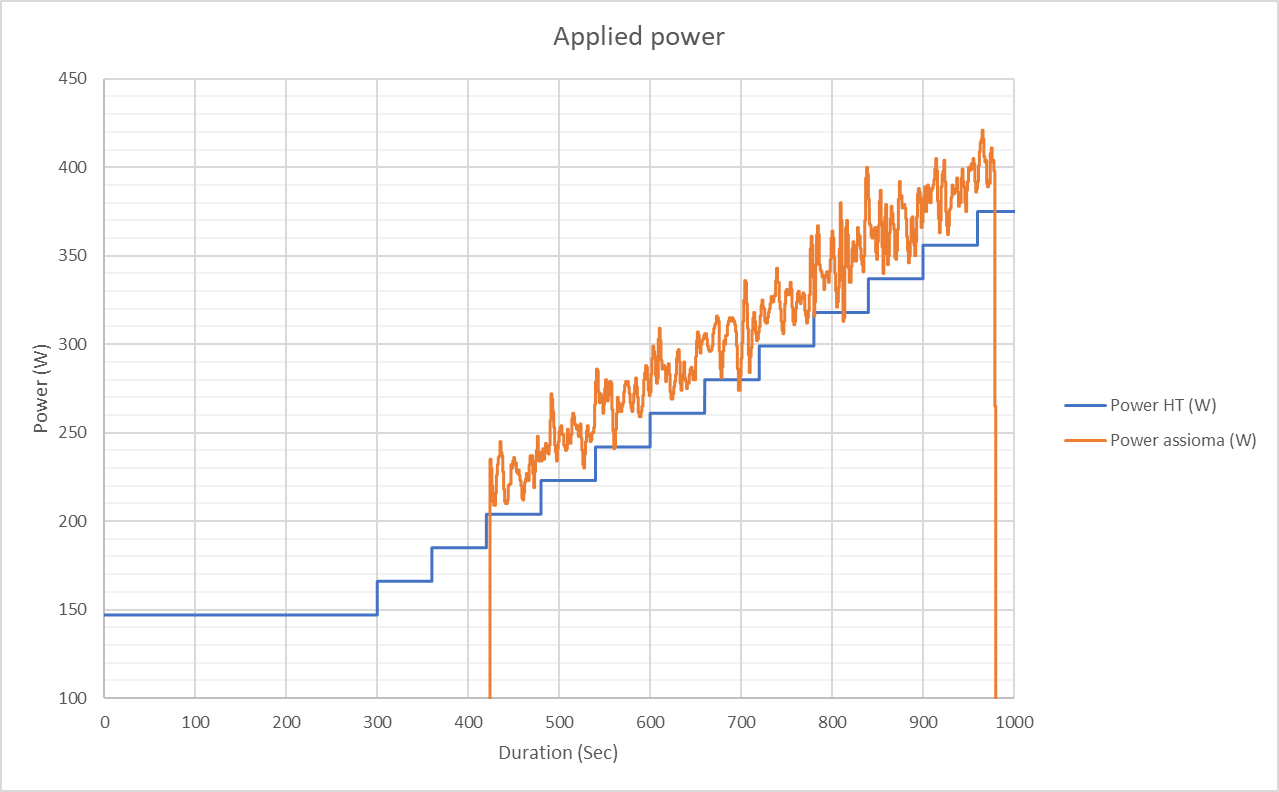 Applied power
450
400
350
300
250
200
150
100
Power (W)
0 100 200 300 400 500 600 700 800 900 1000
Duration (Sec)
Power HT (W)
Power assioma (W)